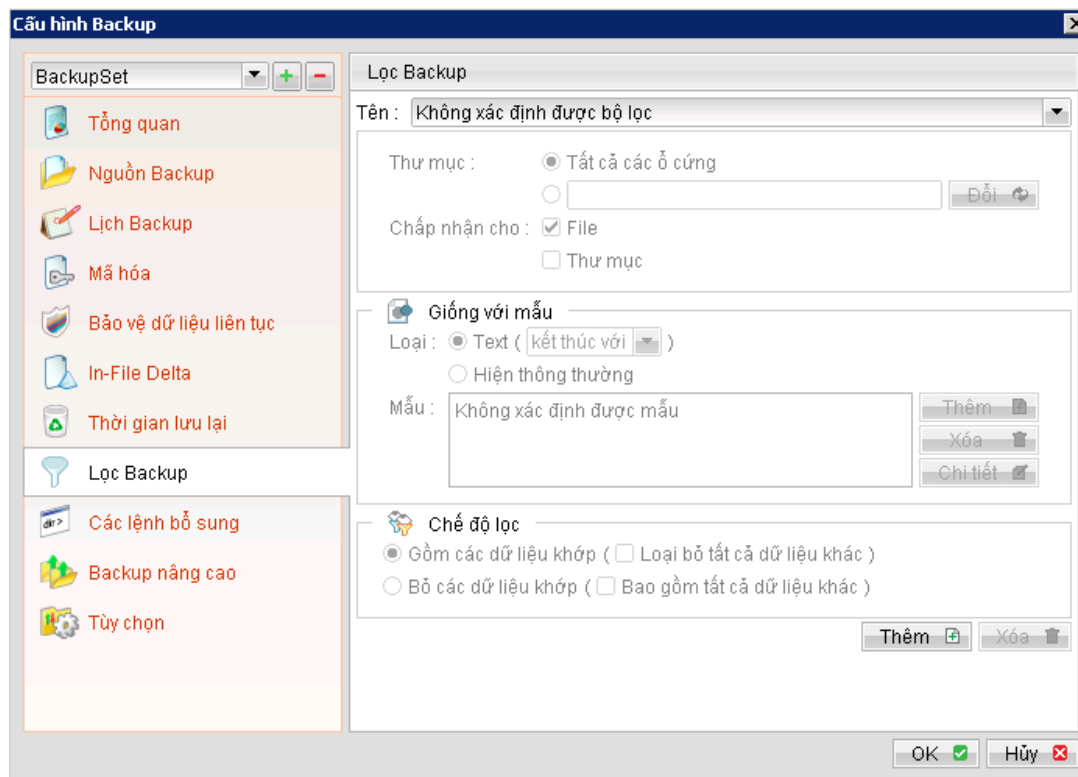 Cấu hình Backup
BackupSet
Tổng quan
Nguồn Backup
Lịch Backup
Mã hóa
Bảo vệ dữ liệu liên tục
In-File Delta
Thời gian lưu lại
Lọc Backup
Các lệnh bổ sung
Backup nâng cao
Tùy chọn
Lọc Backup
Tên : Không xác định được bộ lọc
Thư mục : Tất cả các ổ cứng
Đổi
Chấp nhận cho : File
Thư mục
Giống với mẫu
Loại : Text ( kết thúc với )
Hiện thông thường
Mẫu : Không xác định được mẫu
Thêm
Xóa
Chi tiết
Chế độ lọc
Gồm các dữ liệu khớp ( Loại bỏ tất cả dữ liệu khác )
Bỏ các dữ liệu khớp ( Bao gồm tất cả dữ liệu khác )
Thêm Xóa
OK Hủy